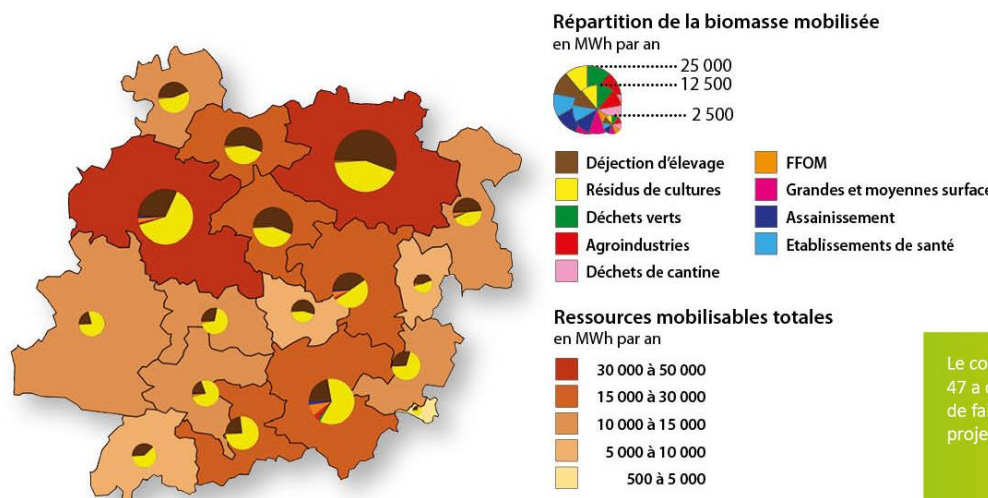 Répartition de la biomasse mobilisée
en MWh par an
25 000
12 500
2 500
Déjection d'élevage
Résidus de cultures
Déchets verts
Agroindustries
Déchets de cantine
FFOM
Grandes et moyennes surface
Assainissement
Etablissements de santé
Ressources mobilisables totales
en MWh par an
30 000 à 50 000
15 000 à 30 000
10 000 à 15 000
5 000 à 10 000
500 à 5 000
Le co
47 a
de fa
proje